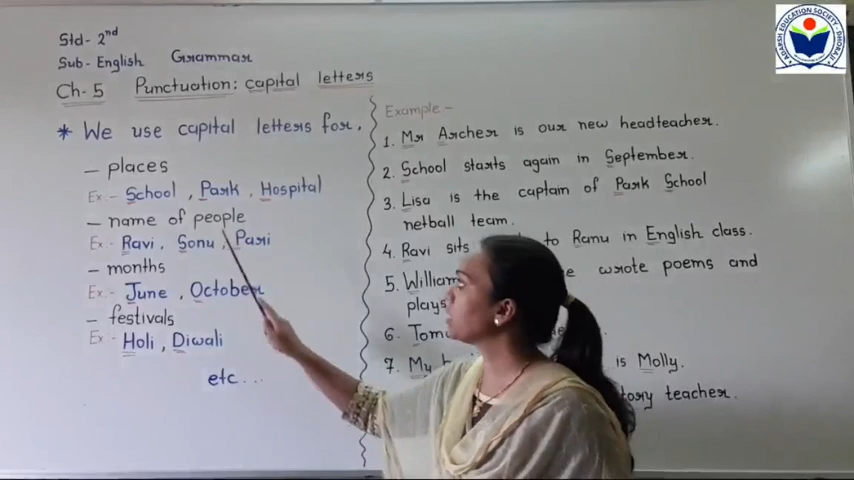 Std- 2nd
Sub- English Grammar
Ch- 5 Punctuation: capital letters
* We use capital letters for,
- places
Ex:- School, Park, Hospital
- name of people
Ex:- Ravi, Sonu, Pari
- months
Ex:- June, October
- festivals
Ex:- Holi, Diwali
etc....
Example -
1. Mr Archer is our new headteacher.
2. School starts again in September.
3. Lisa is the captain of Park School
netball team.
4. Ravi sits to Ramu in English class.
5. William wrote poems and
plays
6.
7. My is Molly.
teacher.
ADARSH EDUCATION SOCIETY - DHORAJI